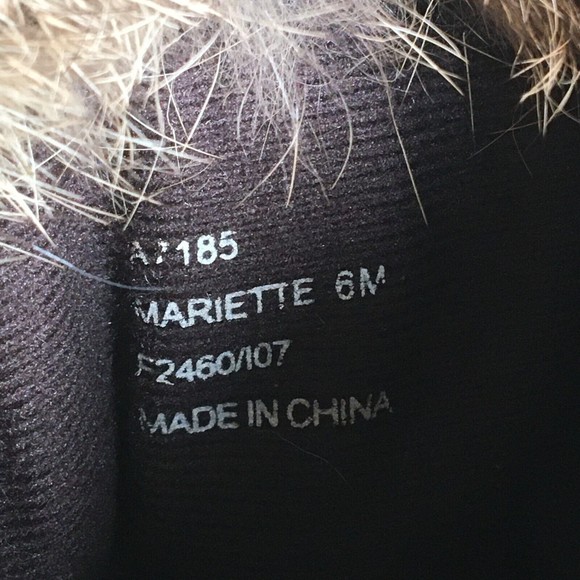 A7185
MARIETTE 6M
F2460/107
MADE IN CHINA